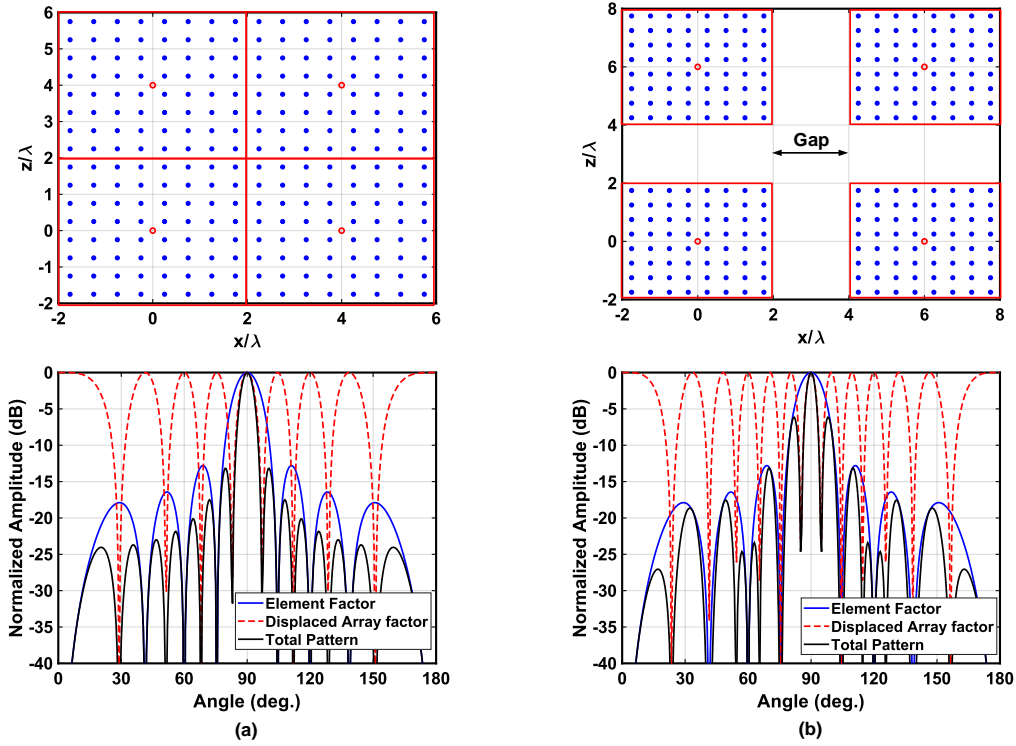 6
5
4
3
2
1
0
-1
-2
z/λ
-2 0 2 4 6
x/λ
8
6
4
2
0
-2
z/λ
Gap
-2 0 2 4 6 8
x/λ
0
-5
-10
-15
-20
-25
-30
-35
-40
Normalized Amplitude (dB)
Element Factor
Displaced Array factor
Total Pattern
0 30 60 90 120 150 180
Angle (deg.)
(a)
0
-5
-10
-15
-20
-25
-30
-35
-40
Normalized Amplitude (dB)
Element Factor
Displaced Array factor
Total Pattern
0 30 60 90 120 150 180
Angle (deg.)
(b)